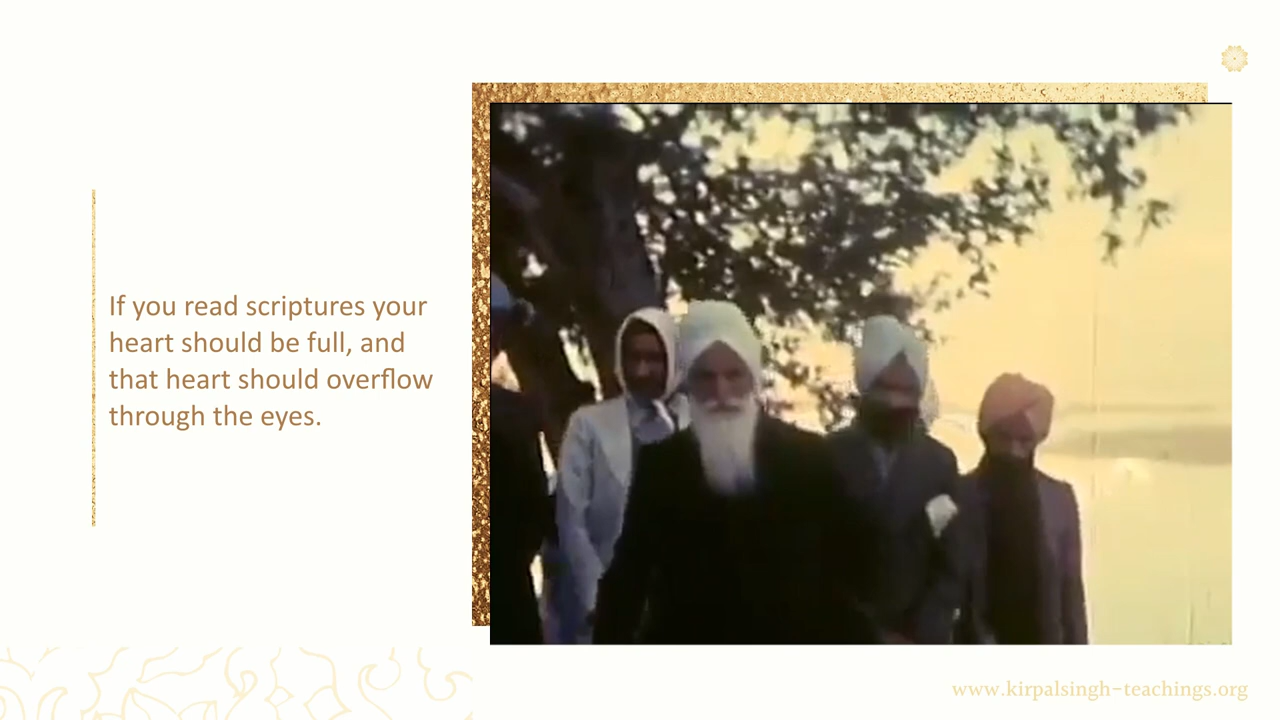 If you read scriptures your
heart should be full, and
that heart should overflow
through the eyes.
www.kirpalsingh-teachings.org